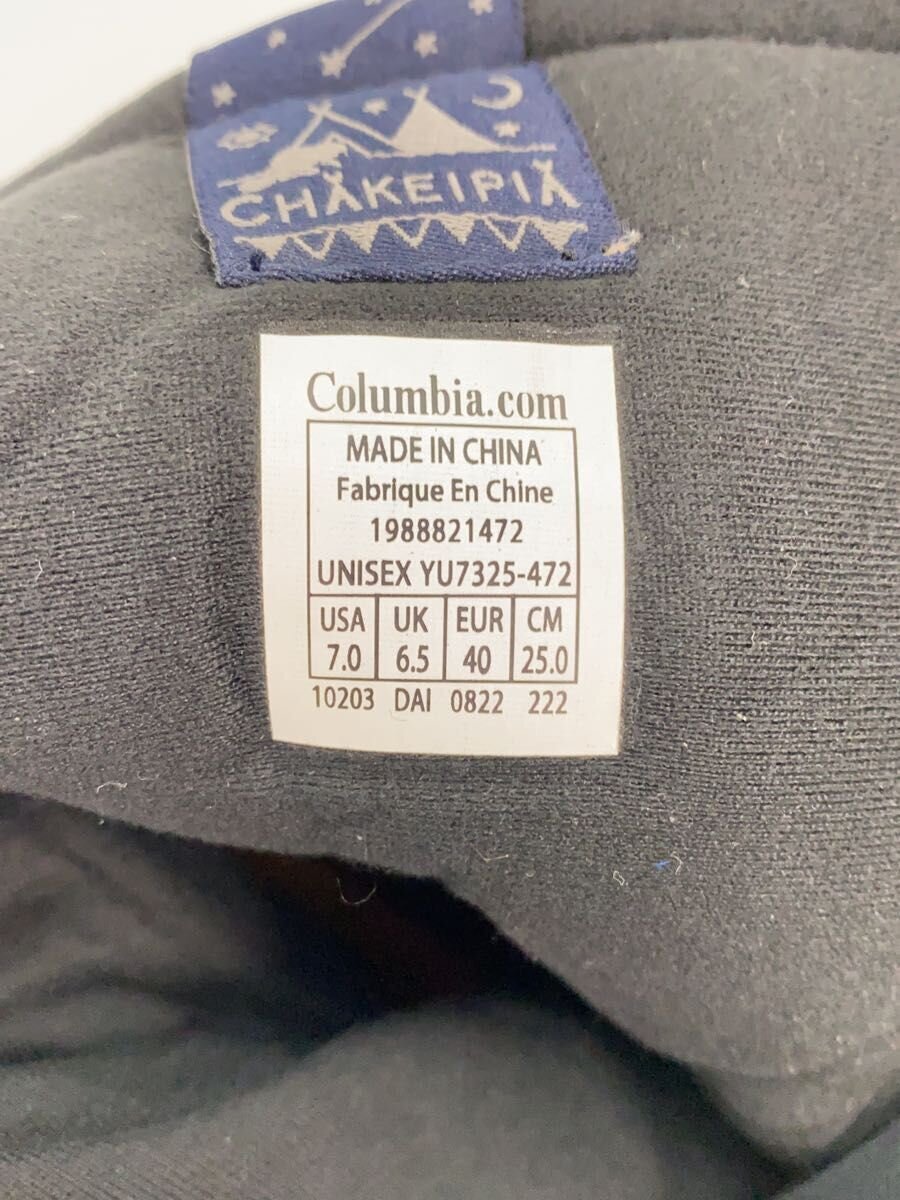 CHÅKEIPIÅ
Columbia.com
MADE IN CHINA
Fabrique En Chine
1988821472
UNISEX YU7325-472
USA UK EUR CM
7.0 6.5 40 25.0
10203 DAI 0822 222